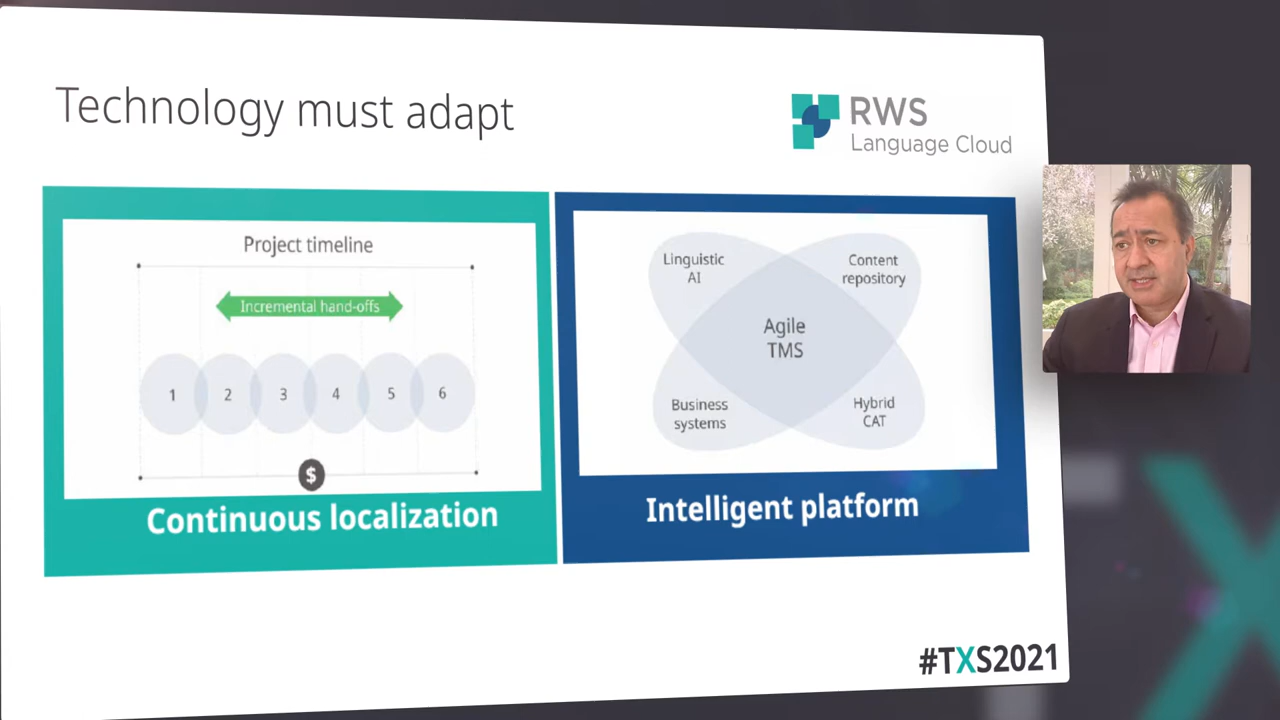 Technology must adapt
RWS
Language Cloud
Project timeline
Incremental hand-offs
1 2 3 4 5 6
$
Continuous localization
Linguistic
AI
Content
repository
Agile
TMS
Business
systems
Hybrid
CAT
Intelligent platform
#TXS2021